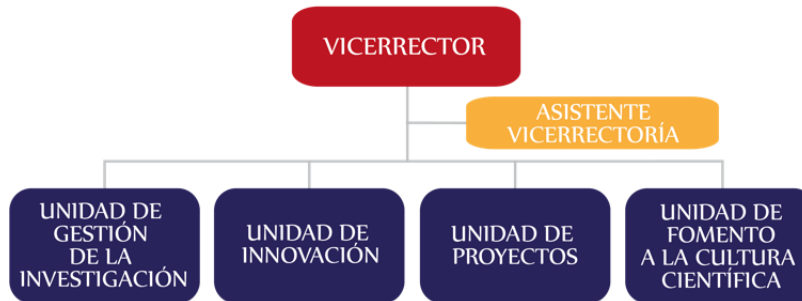 VICERRECTOR
ASISTENTE
VICERRECTORÍA
UNIDAD DE
GESTIÓN
DE LA
INVESTIGACIÓN
UNIDAD DE
INNOVACIÓN
UNIDAD DE
PROYECTOS
UNIDAD DE
FOMENTO
A LA CULTURA
CIENTÍFICA